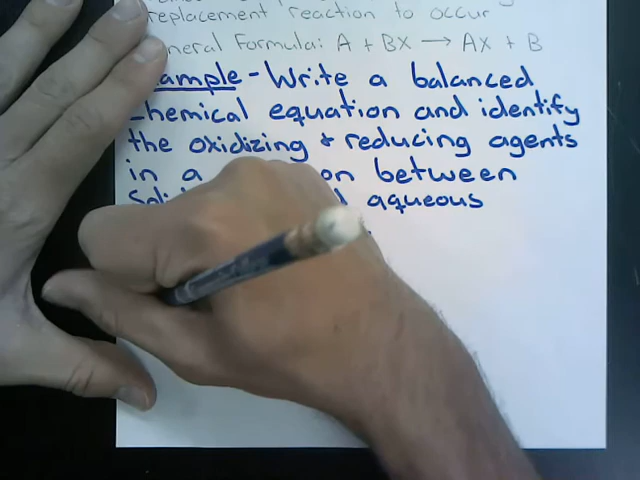 replacement reaction to occur
General Formula: A + BX → AX + B
Example - Write a balanced
chemical equation and identify
the oxidizing & reducing agents
in a on between
aqueous